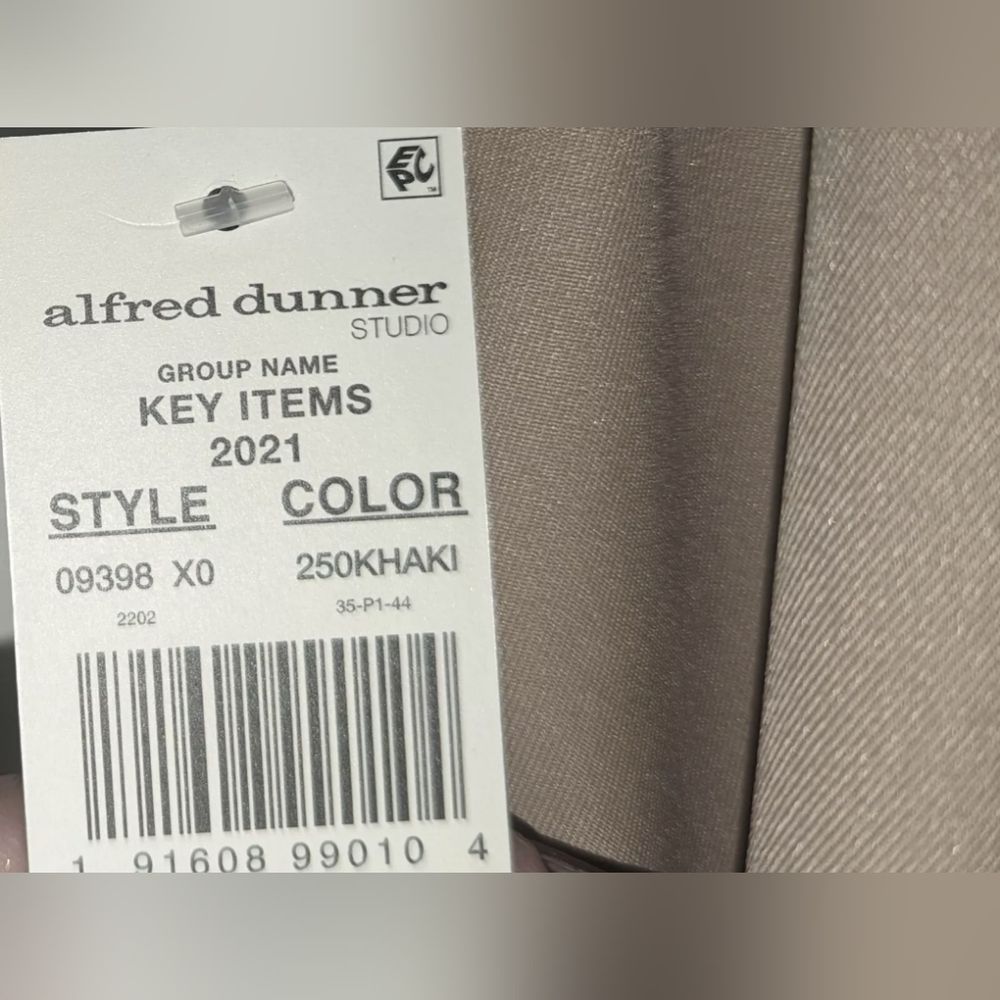 EPC
™
alfred dunner
STUDIO
GROUP NAME
KEY ITEMS
2021
STYLE COLOR
09398 X0 250KHAKI
2202 35-P1-44
1 91608 99010 4